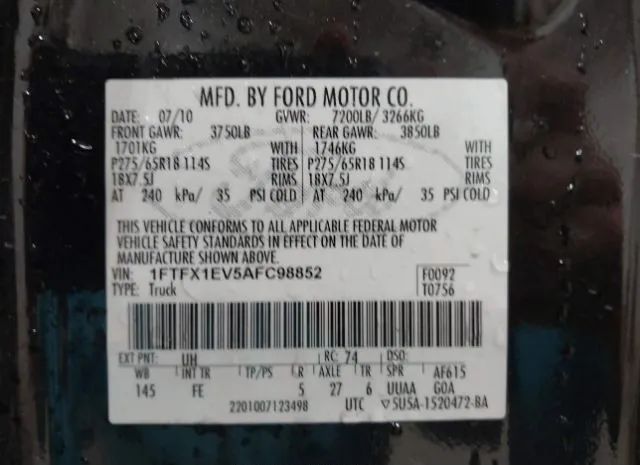 MFD. BY FORD MOTOR CO.
DATE: 07/10 GVWR: 7200LB/ 3266KG
FRONT GAWR: 3750LB REAR GAWR: 3850LB
1701KG WITH 1746KG WITH
P275/65R18 114S TIRES P275/65R18 114S TIRES
18X7.5J RIMS 18X7.5J RIMS
AT 240 kPa/ 35 PSI COLD AT 240 kPa/ 35 PSI COLD
THIS VEHICLE CONFORMS TO ALL APPLICABLE FEDERAL MOTOR
VEHICLE SAFETY STANDARDS IN EFFECT ON THE DATE OF
MANUFACTURE SHOWN ABOVE.
VIN: 1FTFX1EV5AFC98852 F0092
TYPE: Truck T0756
EXT PNT: UH RC: 74 DSO:
WB INT TR TP/PS R AXLE TR SPR AF615
145 FE 5 27 6 UUAA GOA
2201007123498 UTC ▽5U5A-1520472-BA